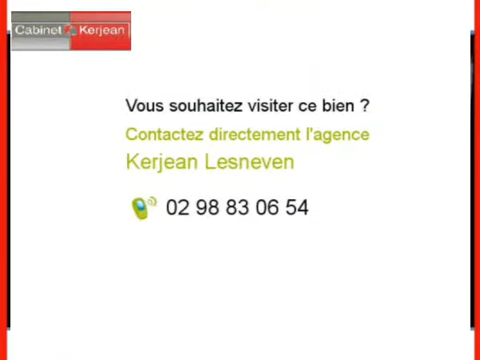 Cabinet Kerjean
Vous souhaitez visiter ce bien ?
Contactez directement l'agence
Kerjean Lesneven
02 98 83 06 54